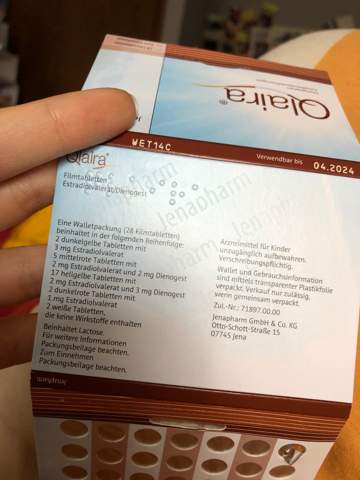 Qlaira®
WET14C
Verwendbar bis 04.2024
Qlaira®
Filmtabletten
Estradiolvalerat/Dienogest
Eine Walletpackung (28 Filmtabletten)
beinhaltet in der folgenden Reihenfolge:
2 dunkelgelbe Tabletten mit
3 mg Estradiolvalerat
5 mittelrote Tabletten mit
2 mg Estradiolvalerat und 2 mg Dienogest
17 hellgelbe Tabletten mit
2 mg Estradiolvalerat und 3 mg Dienogest
2 dunkelrote Tabletten mit
1 mg Estradiolvalerat
2 weiße Tabletten,
die keine Wirkstoffe enthalten
Beinhaltet Lactose.
Für weitere Informationen
Packungsbeilage beachten.
Zum Einnehmen
Packungsbeilage beachten.
Arzneimittel für Kinder
unzugänglich aufbewahren.
Verschreibungspflichtig.
Wallet und Gebrauchsinformation
sind mittels transparenter Plastikfolie
verpackt. Verkauf nur zulässig,
wenn gemeinsam verpackt.
Zul.-Nr.: 71897.00.00
Jenapharm GmbH & Co. KG
Otto-Schott-Straße 15
07745 Jena
Jenapharm